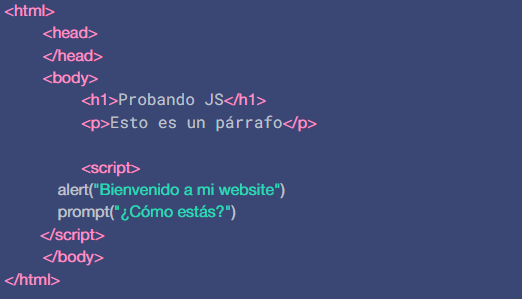 <html>
<head>
</head>
<body>
<h1>Probando JS</h1>
<p>Esto es un párrafo</p>
<script>
alert("Bienvenido a mi website")
prompt("¿Cómo estás?")
</script>
</body>
</html>